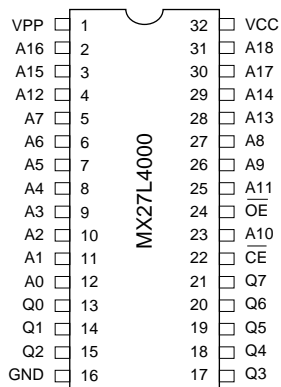 VPP 1 32 VCC
A16 2 31 A18
A15 3 30 A17
A12 4 29 A14
A7 5 28 A13
A6 6 27 A8
A5 7 26 A9
A4 8 25 A11
A3 9 24 O̅E̅
A2 10 23 A10
A1 11 22 C̅E̅
A0 12 21 Q7
Q0 13 20 Q6
Q1 14 19 Q5
Q2 15 18 Q4
GND 16 17 Q3
MX27L4000